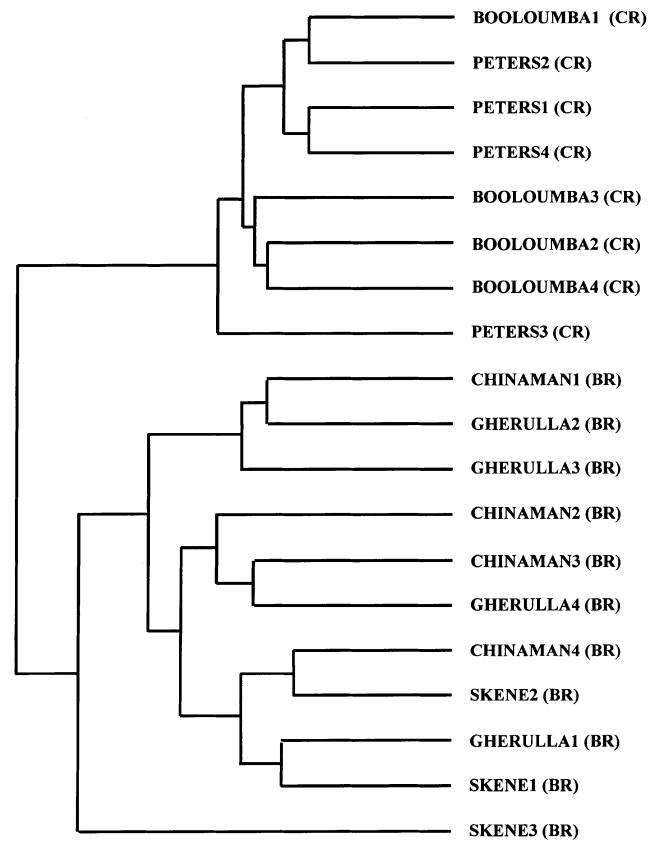 BOOLOUMBA1 (CR)
PETERS2 (CR)
PETERS1 (CR)
PETERS4 (CR)
BOOLOUMBA3 (CR)
BOOLOUMBA2 (CR)
BOOLOUMBA4 (CR)
PETERS3 (CR)
CHINAMAN1 (BR)
GHERULLA2 (BR)
GHERULLA3 (BR)
CHINAMAN2 (BR)
CHINAMAN3 (BR)
GHERULLA4 (BR)
CHINAMAN4 (BR)
SKENE2 (BR)
GHERULLA1 (BR)
SKENE1 (BR)
SKENE3 (BR)